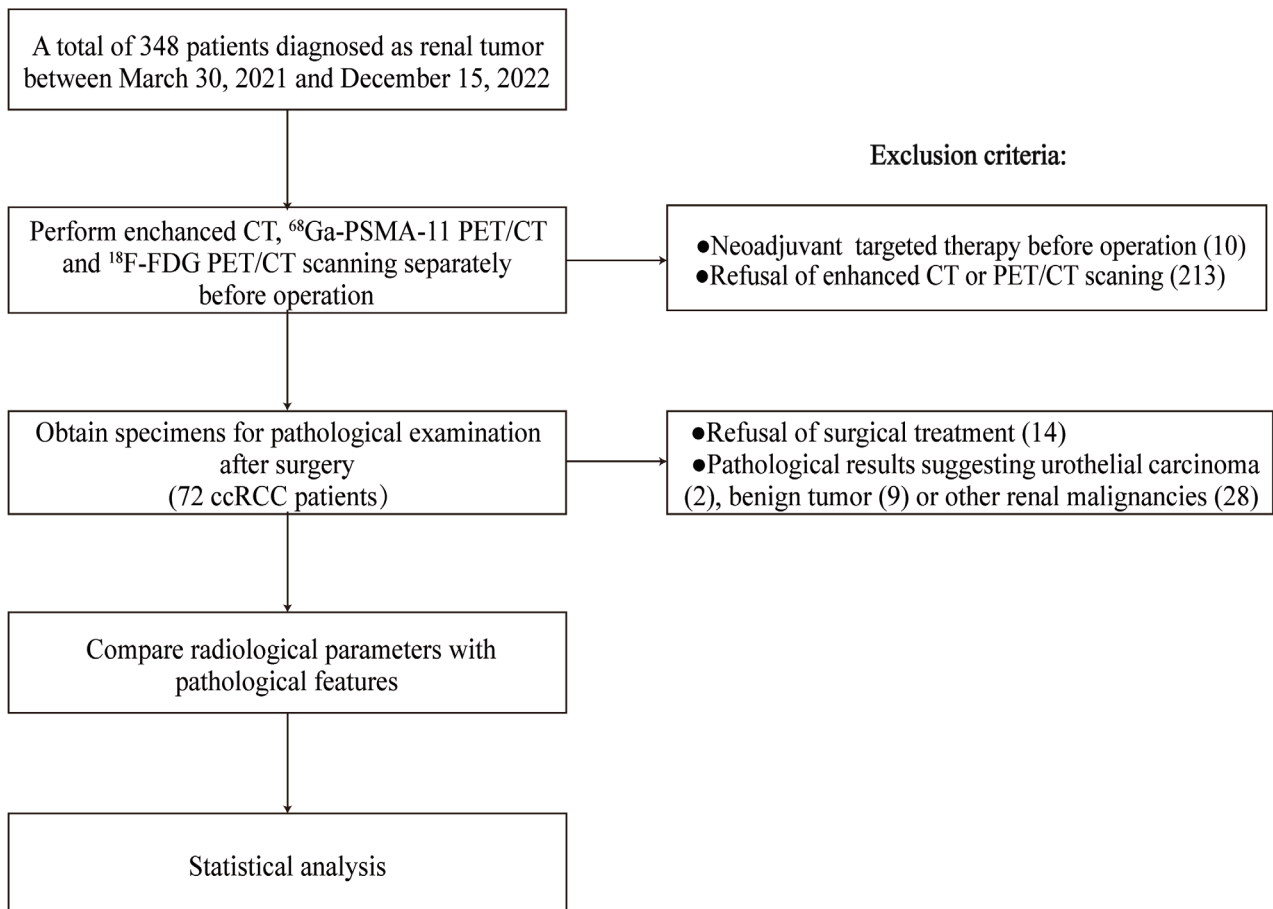 A total of 348 patients diagnosed as renal tumor
between March 30, 2021 and December 15, 2022
Exclusion criteria:
Perform enchanced CT, ⁶⁸Ga-PSMA-11 PET/CT
and ¹⁸F-FDG PET/CT scanning separately
before operation
●Neoadjuvant targeted therapy before operation (10)
●Refusal of enhanced CT or PET/CT scaning (213)
Obtain specimens for pathological examination
after surgery
(72 ccRCC patients）
●Refusal of surgical treatment (14)
●Pathological results suggesting urothelial carcinoma
(2), benign tumor (9) or other renal malignancies (28)
Compare radiological parameters with
pathological features
Statistical analysis